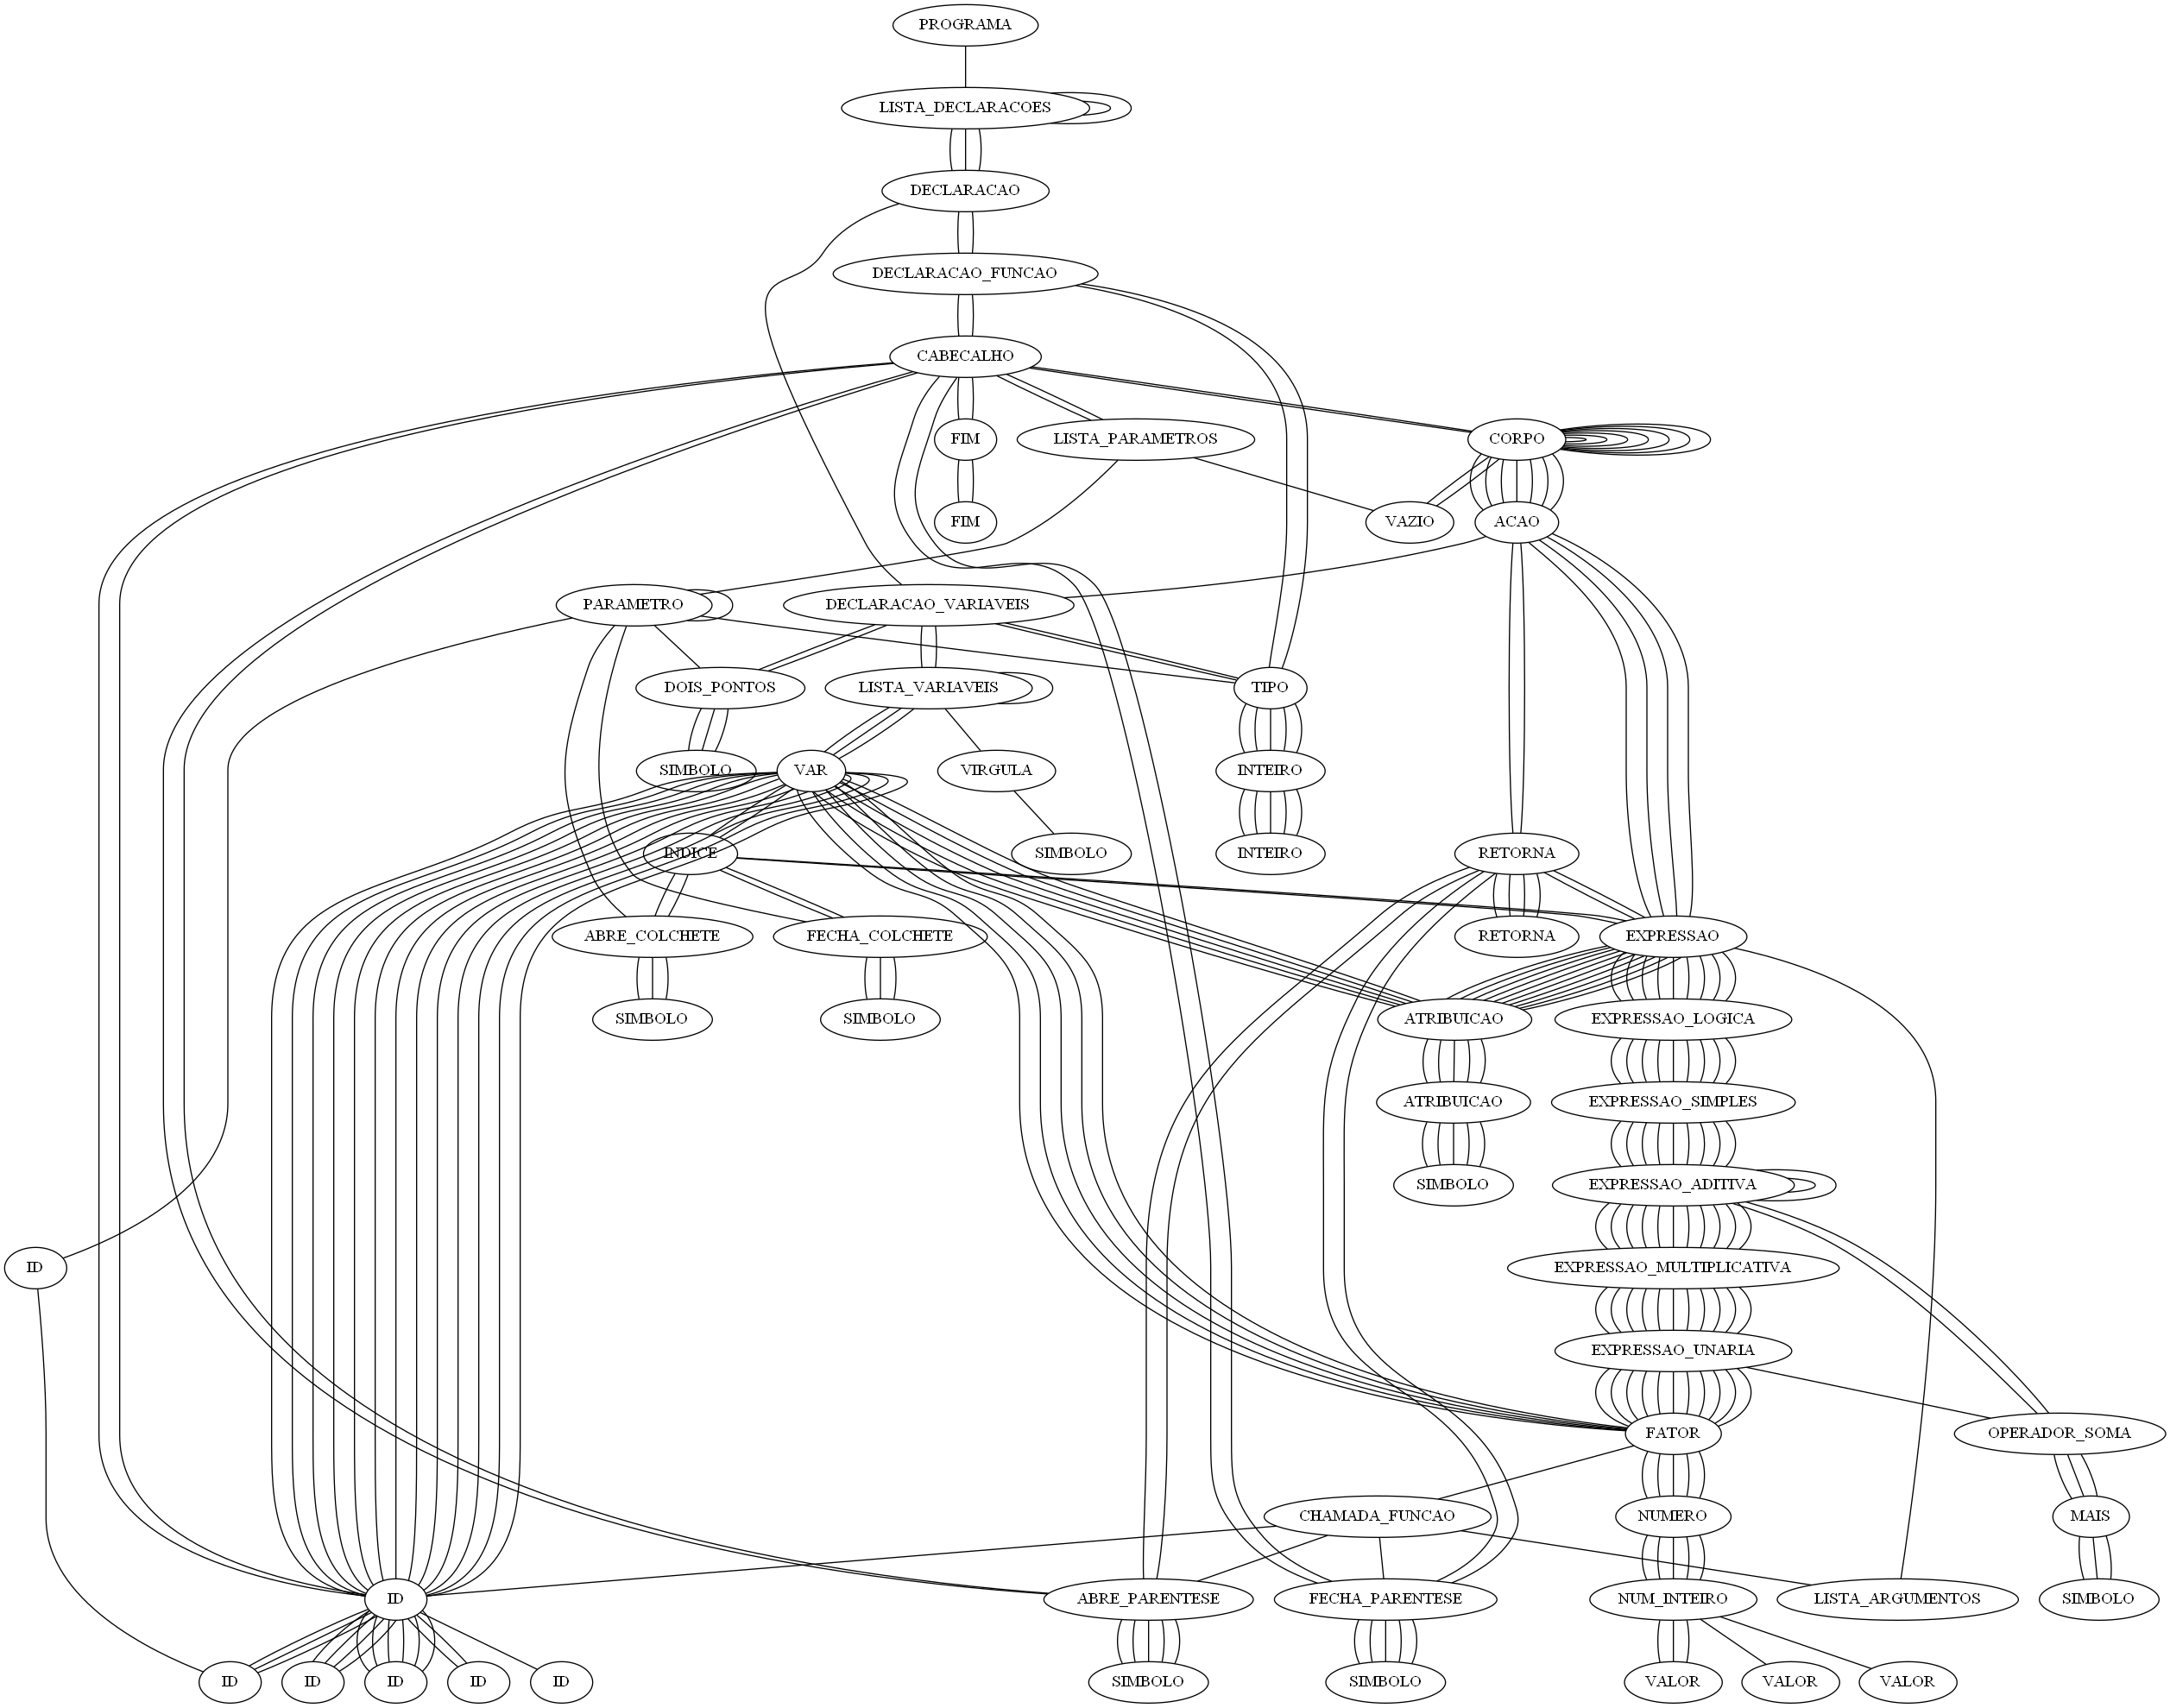 PROGRAMA
LISTA_DECLARACOES
DECLARACAO
DECLARACAO_FUNCAO
CABECALHO
FIM
LISTA_PARAMETROS
CORPO
FIM
VAZIO
ACAO
PARAMETRO
DECLARACAO_VARIAVEIS
DOIS_PONTOS
LISTA_VARIAVEIS
TIPO
SIMBOLO
VAR
VIRGULA
INTEIRO
INDICE
SIMBOLO
INTEIRO
RETORNA
ABRE_COLCHETE
FECHA_COLCHETE
RETORNA
EXPRESSAO
SIMBOLO
SIMBOLO
ATRIBUICAO
EXPRESSAO_LOGICA
ATRIBUICAO
EXPRESSAO_SIMPLES
SIMBOLO
EXPRESSAO_ADITIVA
ID
EXPRESSAO_MULTIPLICATIVA
EXPRESSAO_UNARIA
FATOR
OPERADOR_SOMA
CHAMADA_FUNCAO
NUMERO
MAIS
ID
ABRE_PARENTESE
FECHA_PARENTESE
NUM_INTEIRO
LISTA_ARGUMENTOS
SIMBOLO
ID
ID
ID
ID
ID
SIMBOLO
SIMBOLO
VALOR
VALOR
VALOR